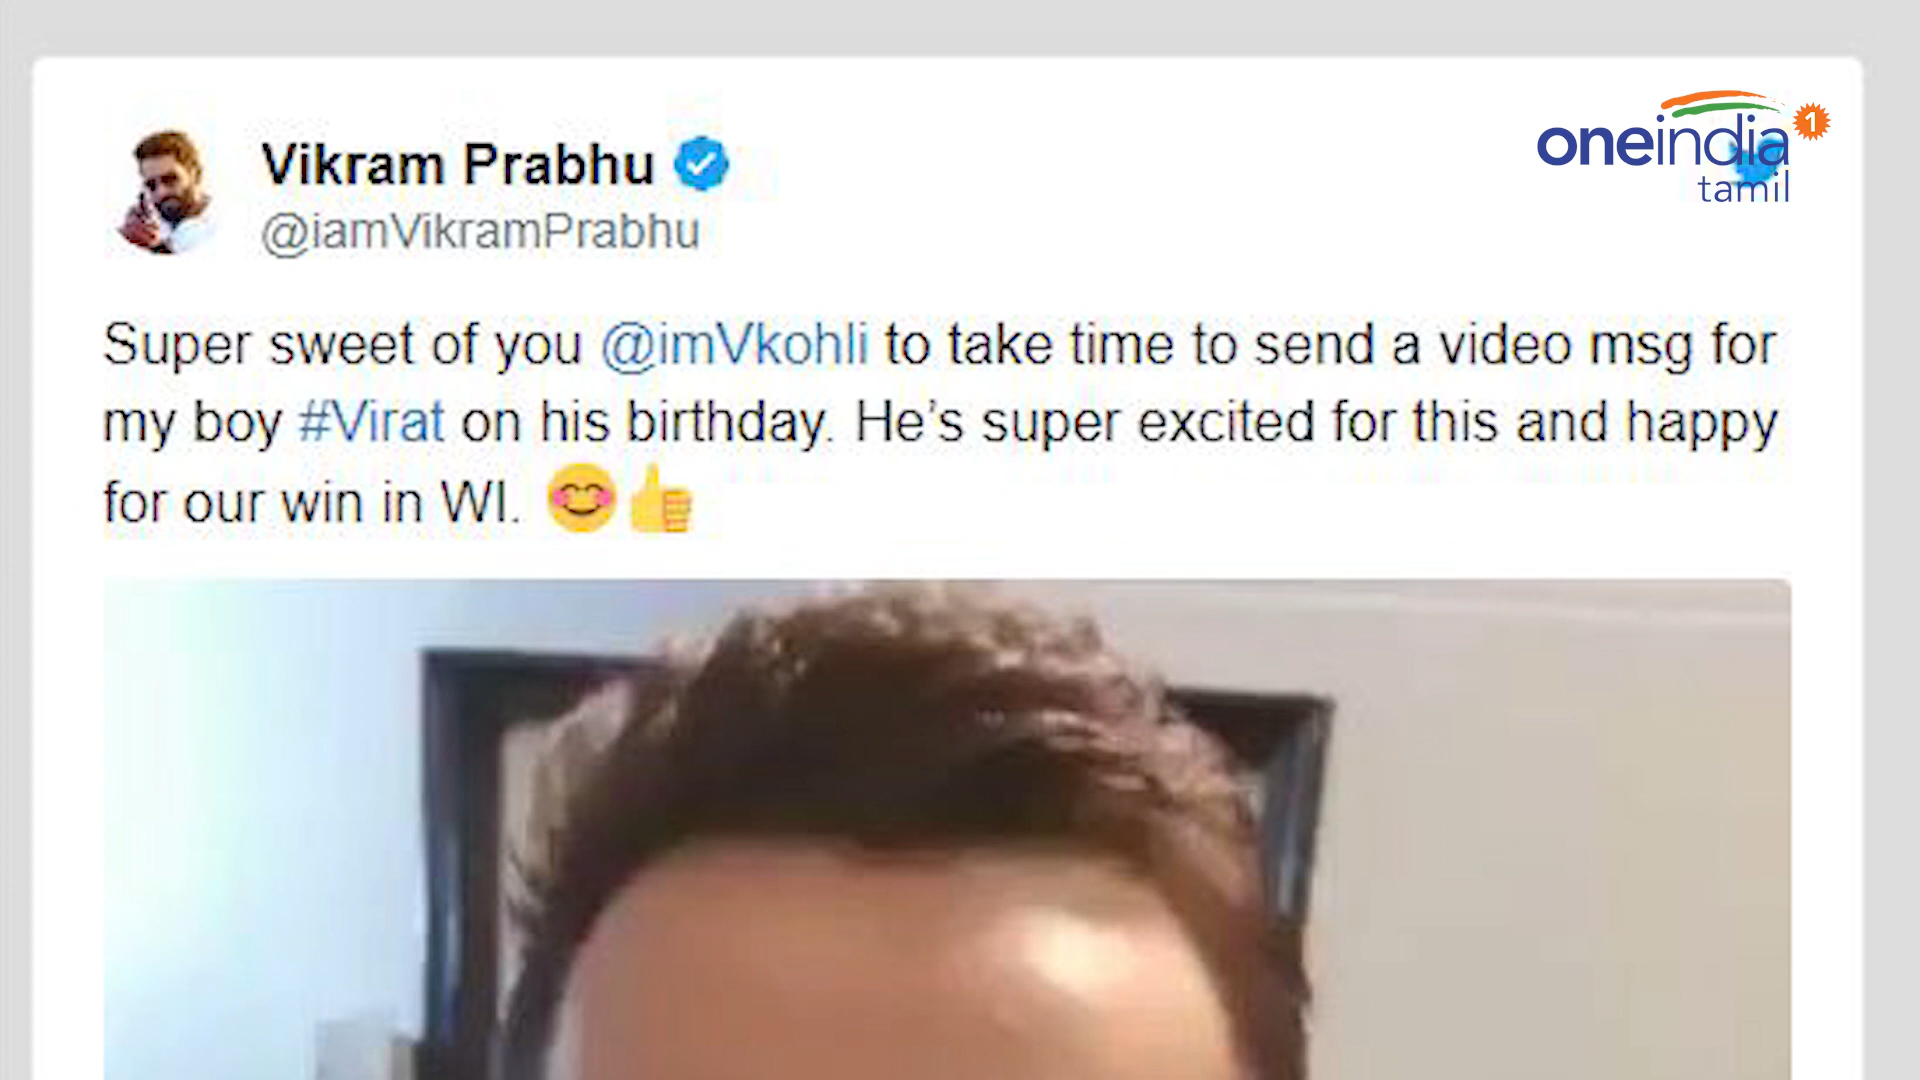 Vikram Prabhu
@iamVikramPrabhu
oneindia
1
tamil
Super sweet of you @imVkohli to take time to send a video msg for
my boy #Virat on his birthday. He's super excited for this and happy
for our win in WI. 😊👍